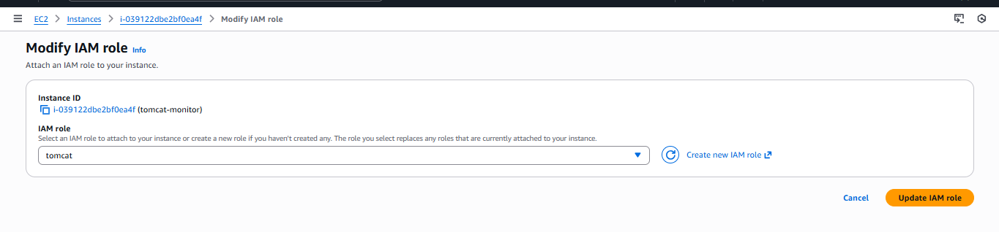 EC2 > Instances > i-039122dbe2bf0ea4f > Modify IAM role
Modify IAM role Info
Attach an IAM role to your instance.
Instance ID
i-039122dbe2bf0ea4f (tomcat-monitor)
IAM role
Select an IAM role to attach to your instance or create a new role if you haven't created any. The role you select replaces any roles that are currently attached to your instance.
tomcat Create new IAM role
Cancel Update IAM role